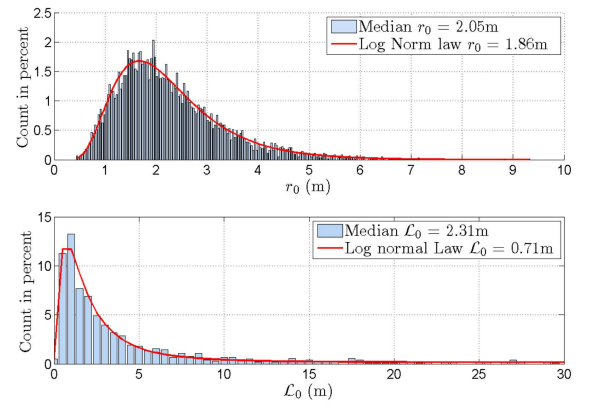 2.5
2
1.5
1
0.5
0
Count in percent
Median r₀ = 2.05m
Log Norm law r₀ = 1.86m
0 1 2 3 4 5 6 7 8 9 10
r₀ (m)
15
10
5
0
Count in percent
Median ℒ₀ = 2.31m
Log normal Law ℒ₀ = 0.71m
0 5 10 15 20 25 30
ℒ₀ (m)